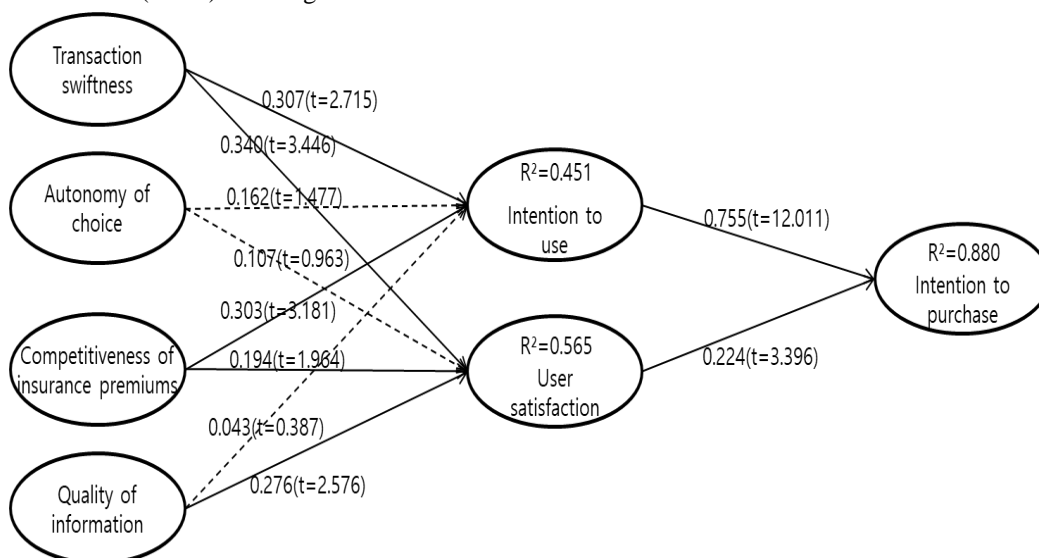 Transaction
swiftness
0.307(t=2.715)
0.340(t=3.446)
Autonomy of
choice
0.162(t=1.477)
0.107(t=0.963)
R²=0.451
Intention to
use
0.755(t=12.011)
R²=0.880
Intention to
purchase
0.303(t=3.181)
Competitiveness of
insurance premiums
0.194(t=1.964)
R²=0.565
User
satisfaction
0.224(t=3.396)
0.043(t=0.387)
Quality of
information
0.276(t=2.576)